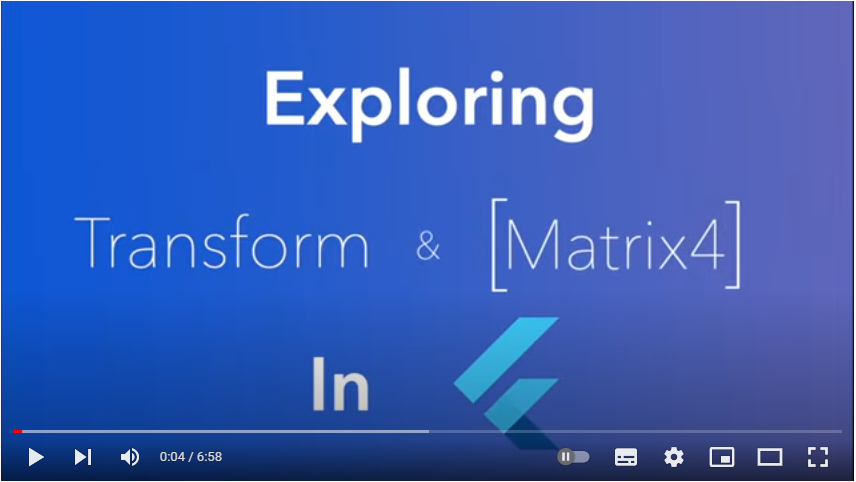 Exploring
Transform & [Matrix4]
In
0:04 / 6:58